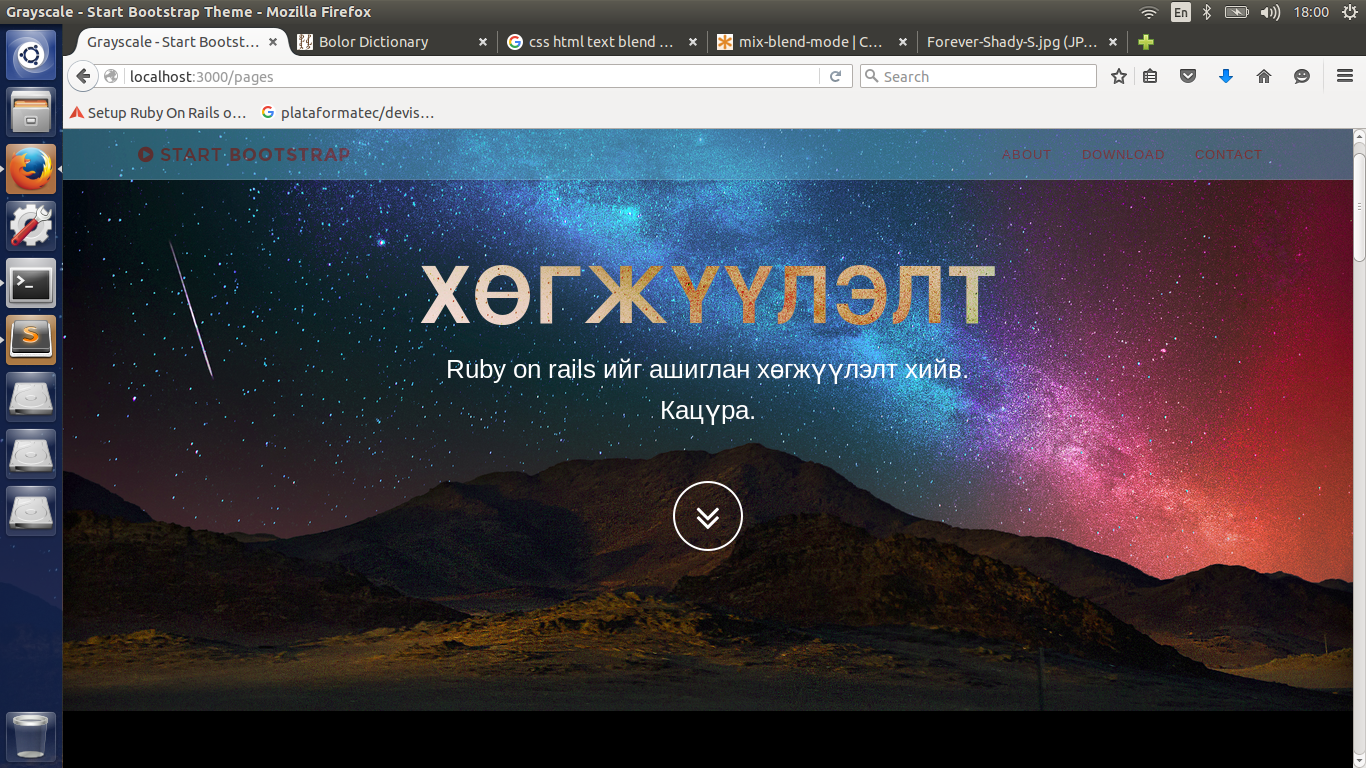 Grayscale - Start Bootstrap Theme - Mozilla Firefox
En
18:00
Grayscale - Start Bootst...
Bolor Dictionary
css html text blend ...
mix-blend-mode | C...
Forever-Shady-S.jpg (JP...
localhost:3000/pages
Search
Setup Ruby On Rails o...
plataformatec/devis...
START BOOTSTRAP
ABOUT
DOWNLOAD
CONTACT
ХӨГЖҮҮЛЭЛТ
Ruby on rails ийг ашиглан хөгжүүлэлт хийв.
Кацүра.